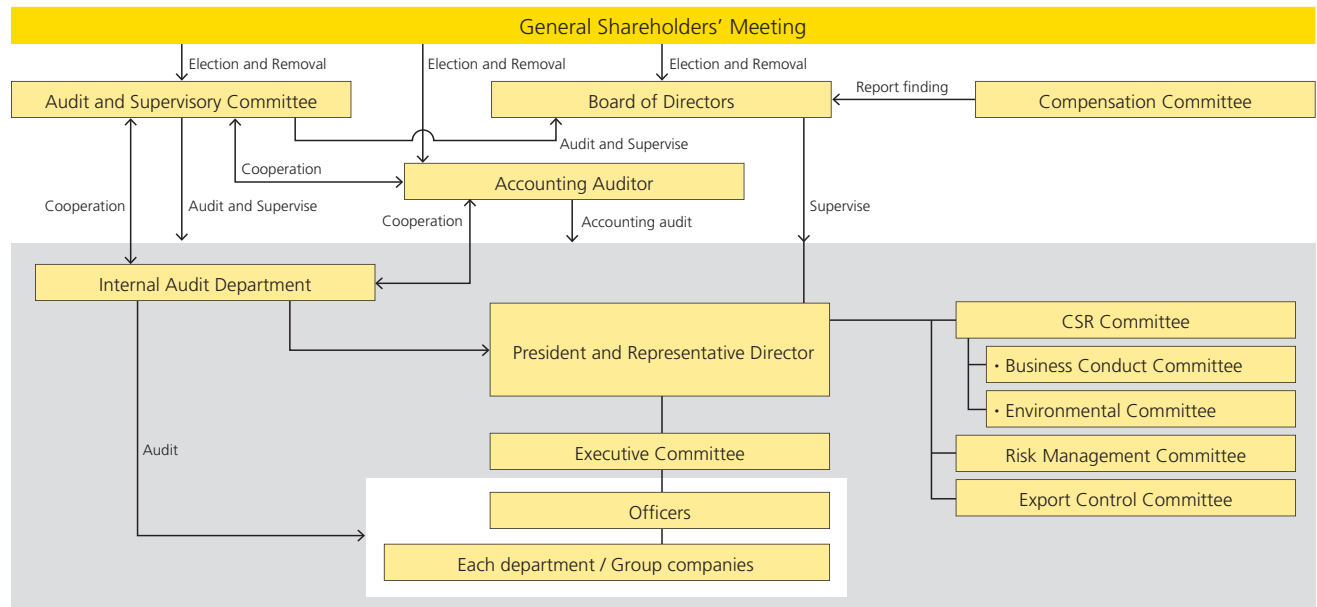 General Shareholders’ Meeting
Election and Removal
Election and Removal
Election and Removal
Audit and Supervisory Committee
Board of Directors
Report finding
Compensation Committee
Audit and Supervise
Cooperation
Accounting Auditor
Cooperation
Audit and Supervise
Cooperation
Accounting audit
Supervise
Internal Audit Department
President and Representative Director
CSR Committee
・Business Conduct Committee
・Environmental Committee
Audit
Executive Committee
Risk Management Committee
Export Control Committee
Officers
Each department / Group companies